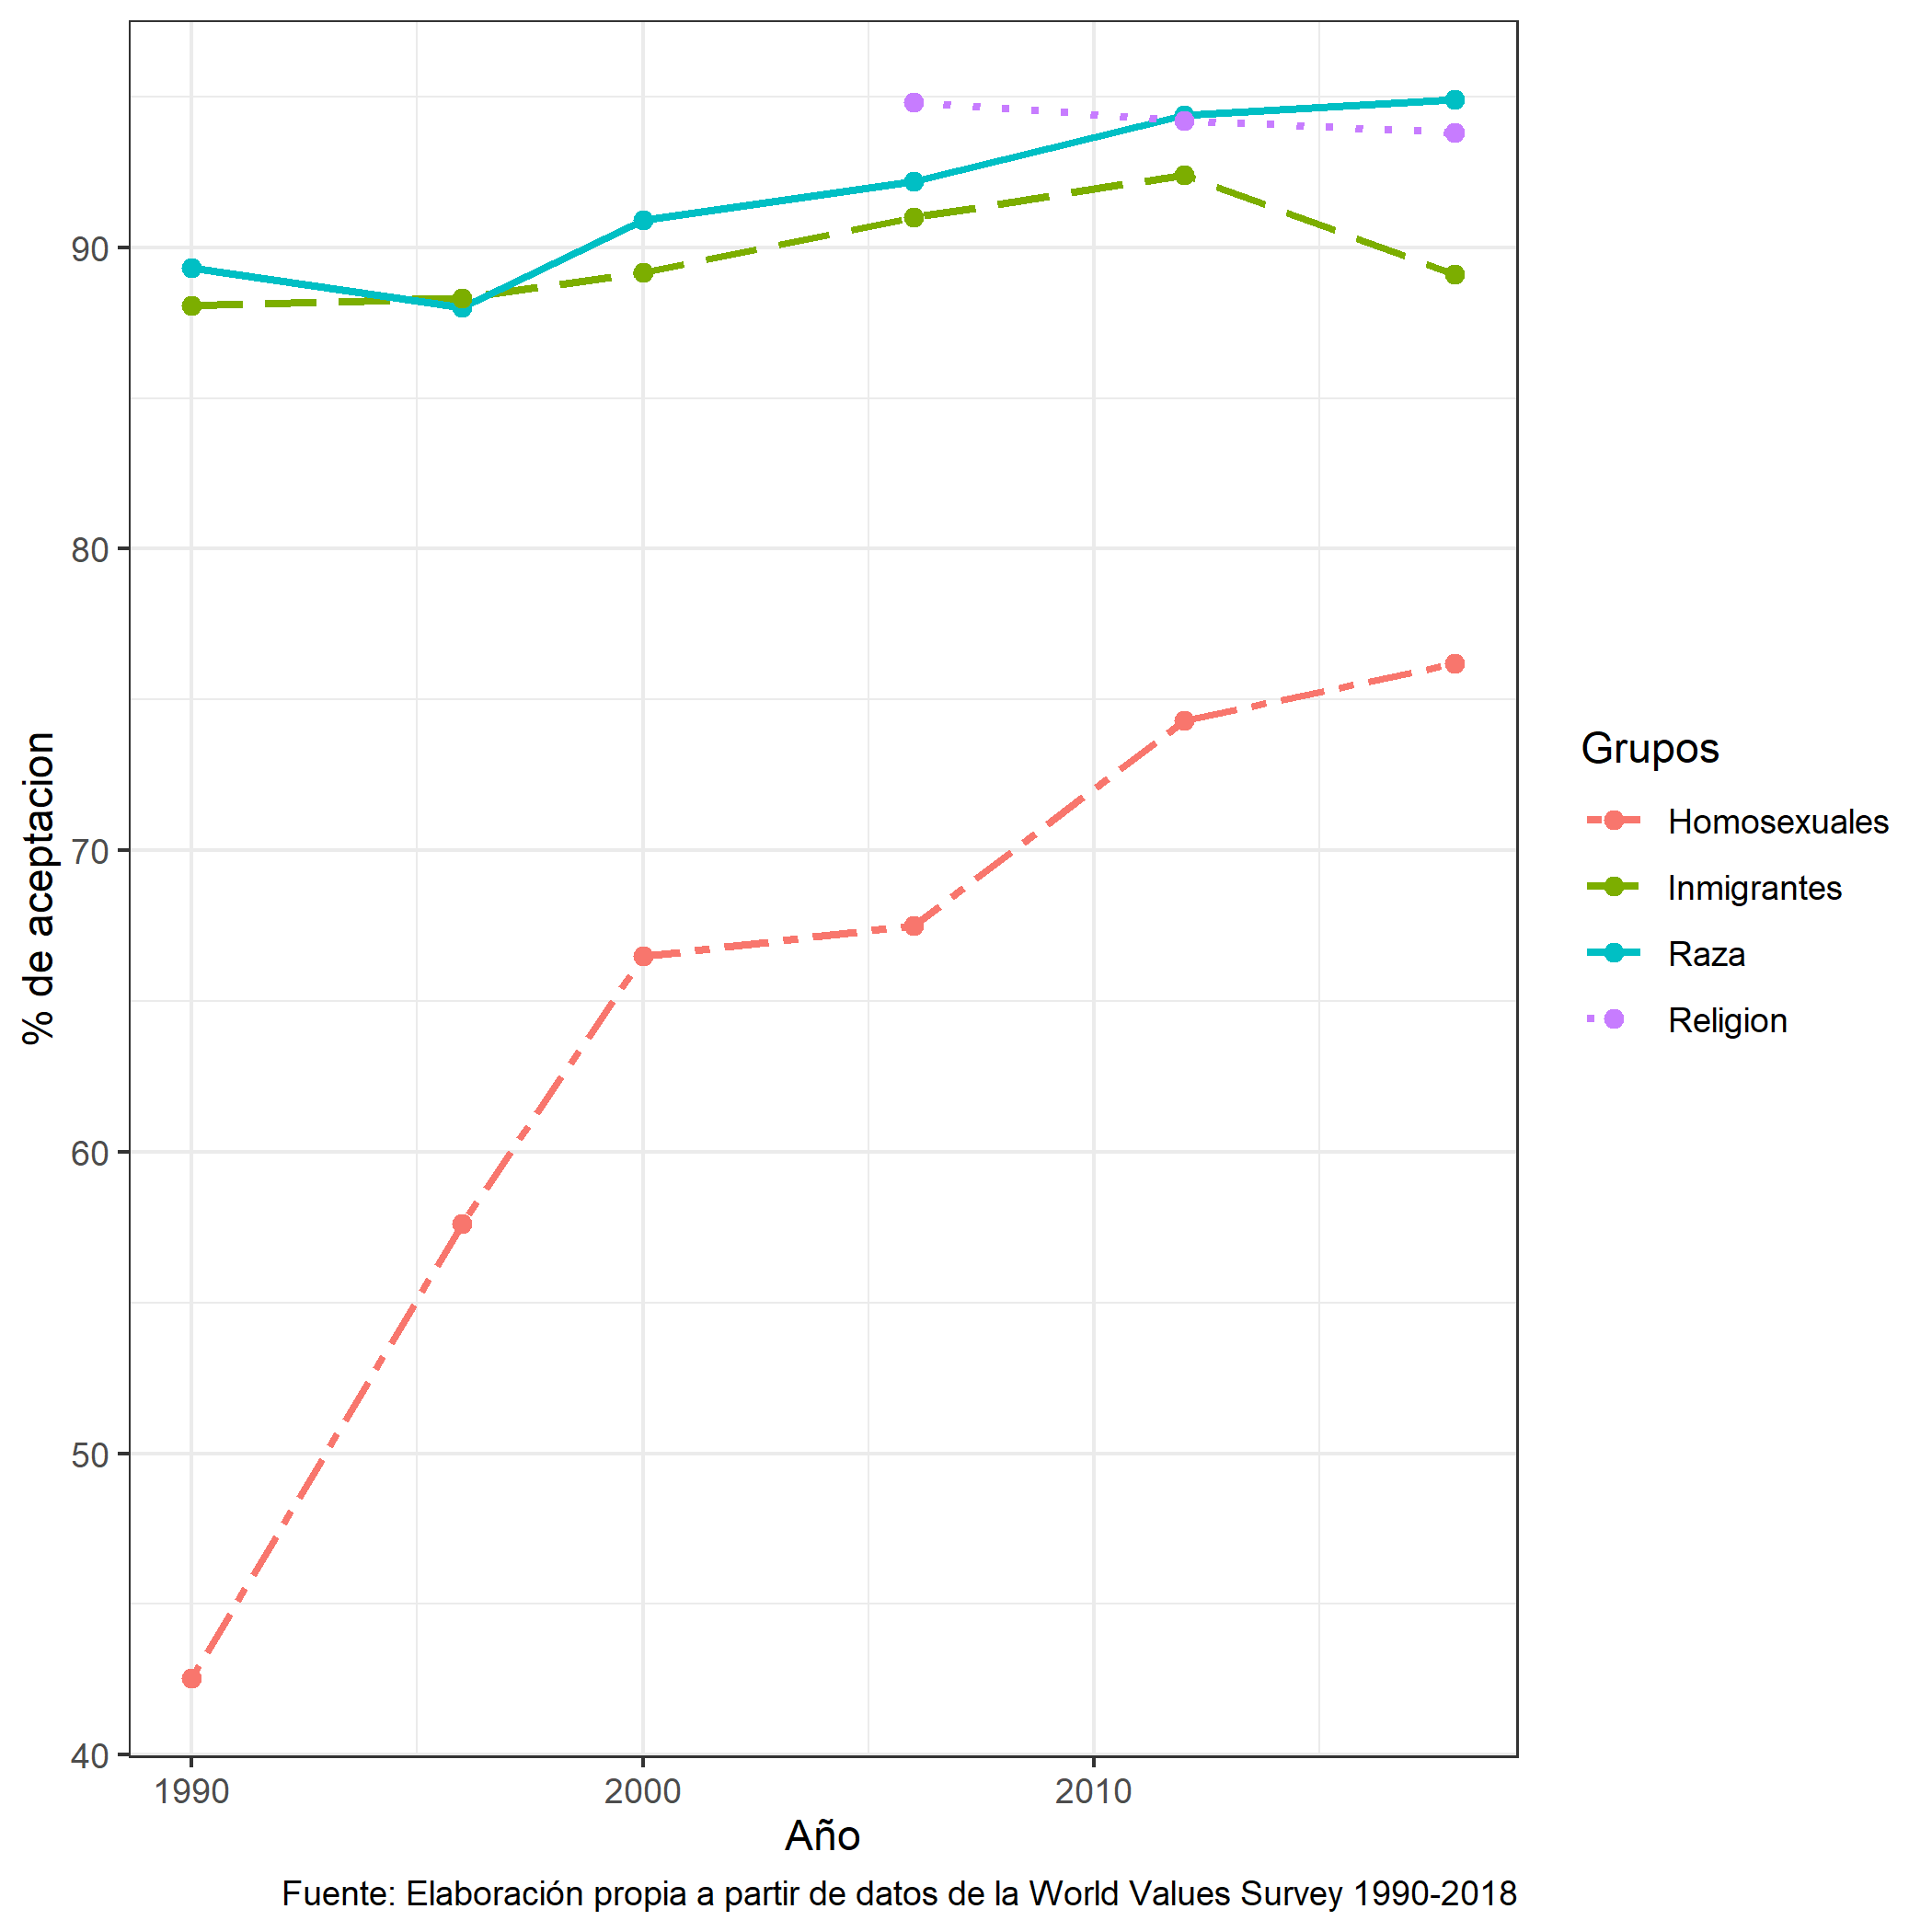 % de aceptacion
90
80
70
60
50
40
1990 2000 2010
Año
Grupos
Homosexuales
Inmigrantes
Raza
Religion
Fuente: Elaboración propia a partir de datos de la World Values Survey 1990-2018